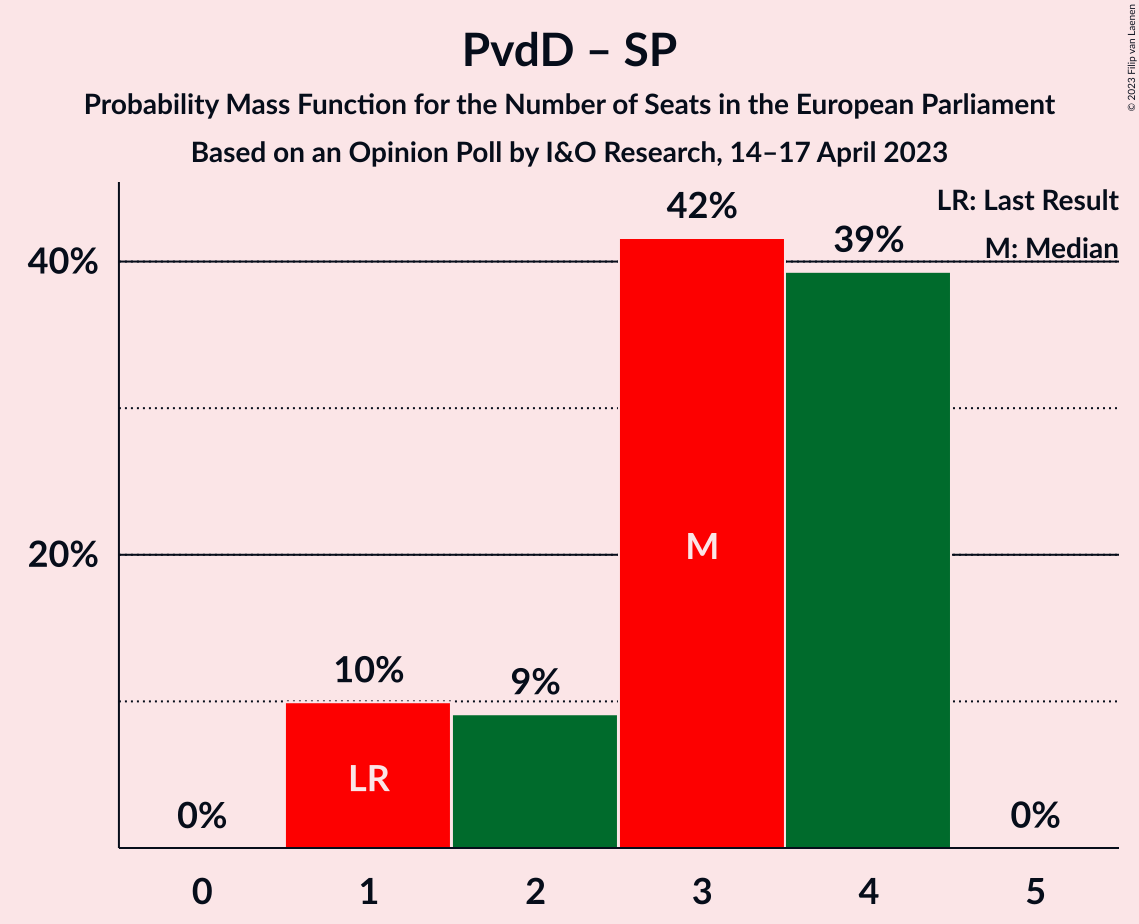 PvdD – SP
Probability Mass Function for the Number of Seats in the European Parliament
Based on an Opinion Poll by I&O Research, 14–17 April 2023
© 2023 Filip van Laenen
LR: Last Result
M: Median
42%
39%
40%
20%
M
10%
9%
LR
0%
0%
0 1 2 3 4 5